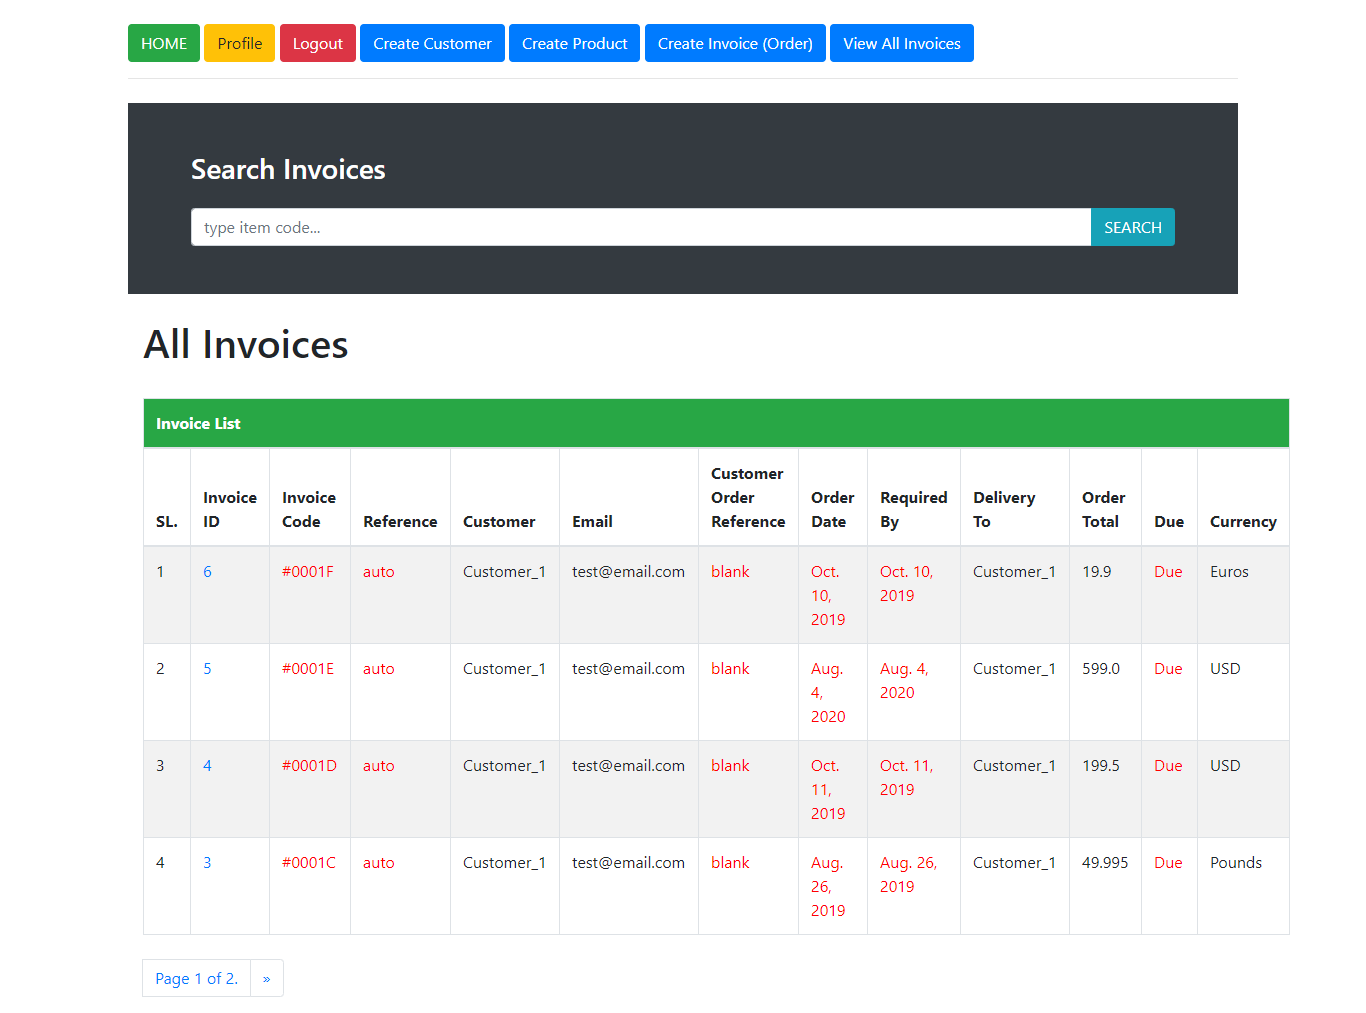 HOME Profile Logout Create Customer Create Product Create Invoice (Order) View All Invoices
Search Invoices
type item code... SEARCH
All Invoices
Invoice List
SL. Invoice ID Invoice Code Reference Customer Email Customer Order Reference Order Date Required By Delivery To Order Total Due Currency
1 6 #0001F auto Customer_1 test@email.com blank Oct. 10, 2019 Oct. 10, 2019 Customer_1 19.9 Due Euros
2 5 #0001E auto Customer_1 test@email.com blank Aug. 4, 2020 Aug. 4, 2020 Customer_1 599.0 Due USD
3 4 #0001D auto Customer_1 test@email.com blank Oct. 11, 2019 Oct. 11, 2019 Customer_1 199.5 Due USD
4 3 #0001C auto Customer_1 test@email.com blank Aug. 26, 2019 Aug. 26, 2019 Customer_1 49.995 Due Pounds
Page 1 of 2. »